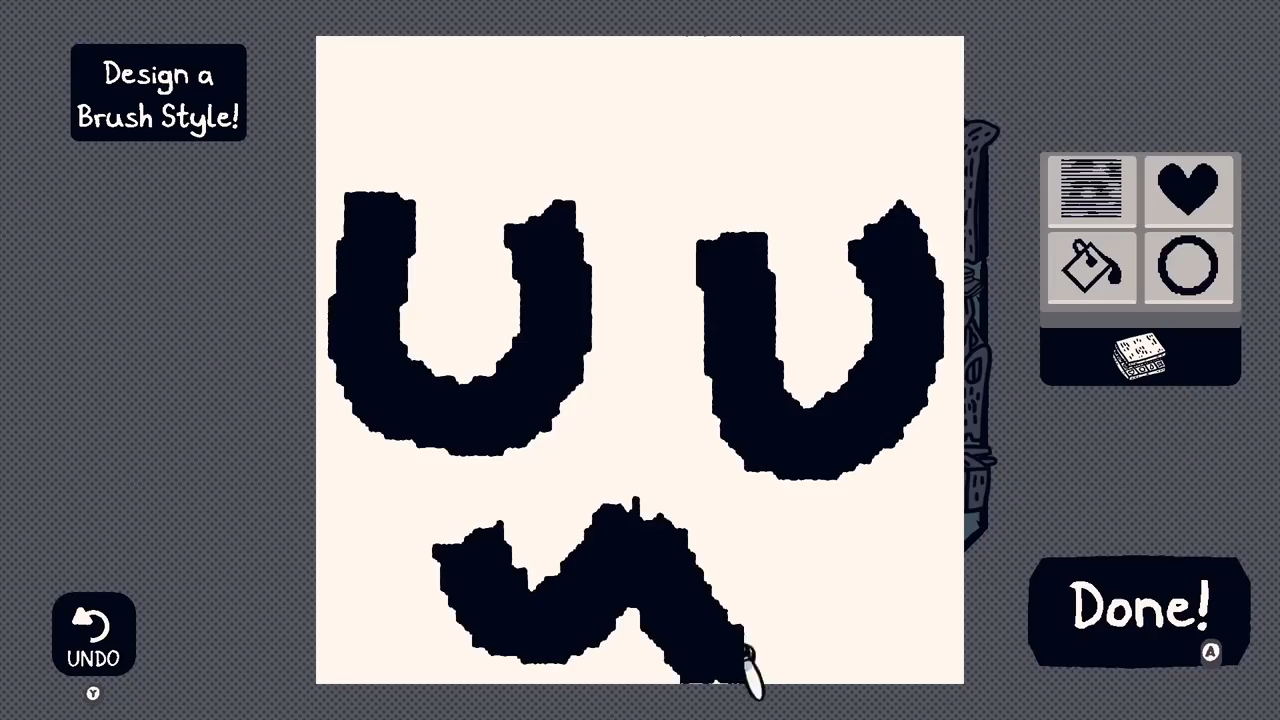 Design a
Brush Style!
UNDO
Y
Done!
A